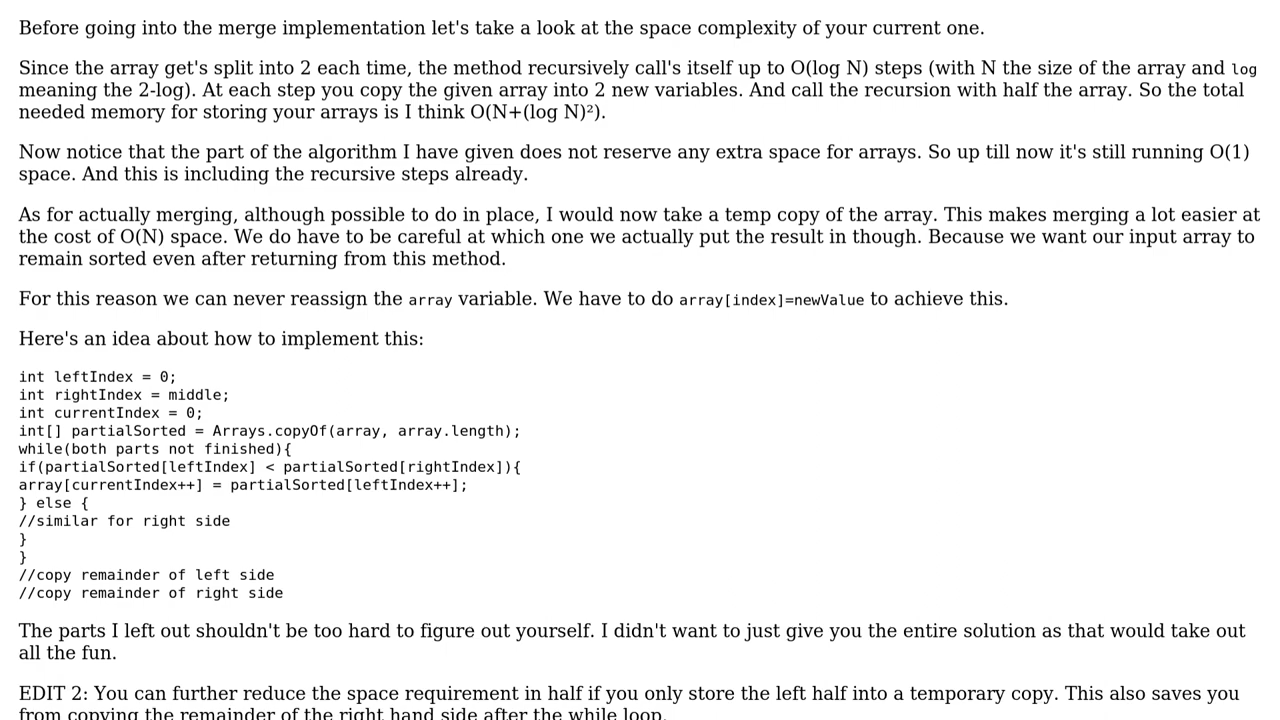 Before going into the merge implementation let's take a look at the space complexity of your current one.
Since the array get's split into 2 each time, the method recursively call's itself up to O(log N) steps (with N the size of the array and log
meaning the 2-log). At each step you copy the given array into 2 new variables. And call the recursion with half the array. So the total
needed memory for storing your arrays is I think O(N+(log N)²).
Now notice that the part of the algorithm I have given does not reserve any extra space for arrays. So up till now it's still running O(1)
space. And this is including the recursive steps already.
As for actually merging, although possible to do in place, I would now take a temp copy of the array. This makes merging a lot easier at
the cost of O(N) space. We do have to be careful at which one we actually put the result in though. Because we want our input array to
remain sorted even after returning from this method.
For this reason we can never reassign the array variable. We have to do array[index]=newValue to achieve this.
Here's an idea about how to implement this:
int leftIndex = 0;
int rightIndex = middle;
int currentIndex = 0;
int[] partialSorted = Arrays.copyOf(array, array.length);
while(both parts not finished){
if(partialSorted[leftIndex] < partialSorted[rightIndex]){
array[currentIndex++] = partialSorted[leftIndex++];
} else {
//similar for right side
}
}
//copy remainder of left side
//copy remainder of right side
The parts I left out shouldn't be too hard to figure out yourself. I didn't want to just give you the entire solution as that would take out
all the fun.
EDIT 2: You can further reduce the space requirement in half if you only store the left half into a temporary copy. This also saves you
from copying the remainder of the right hand side after the while loop.